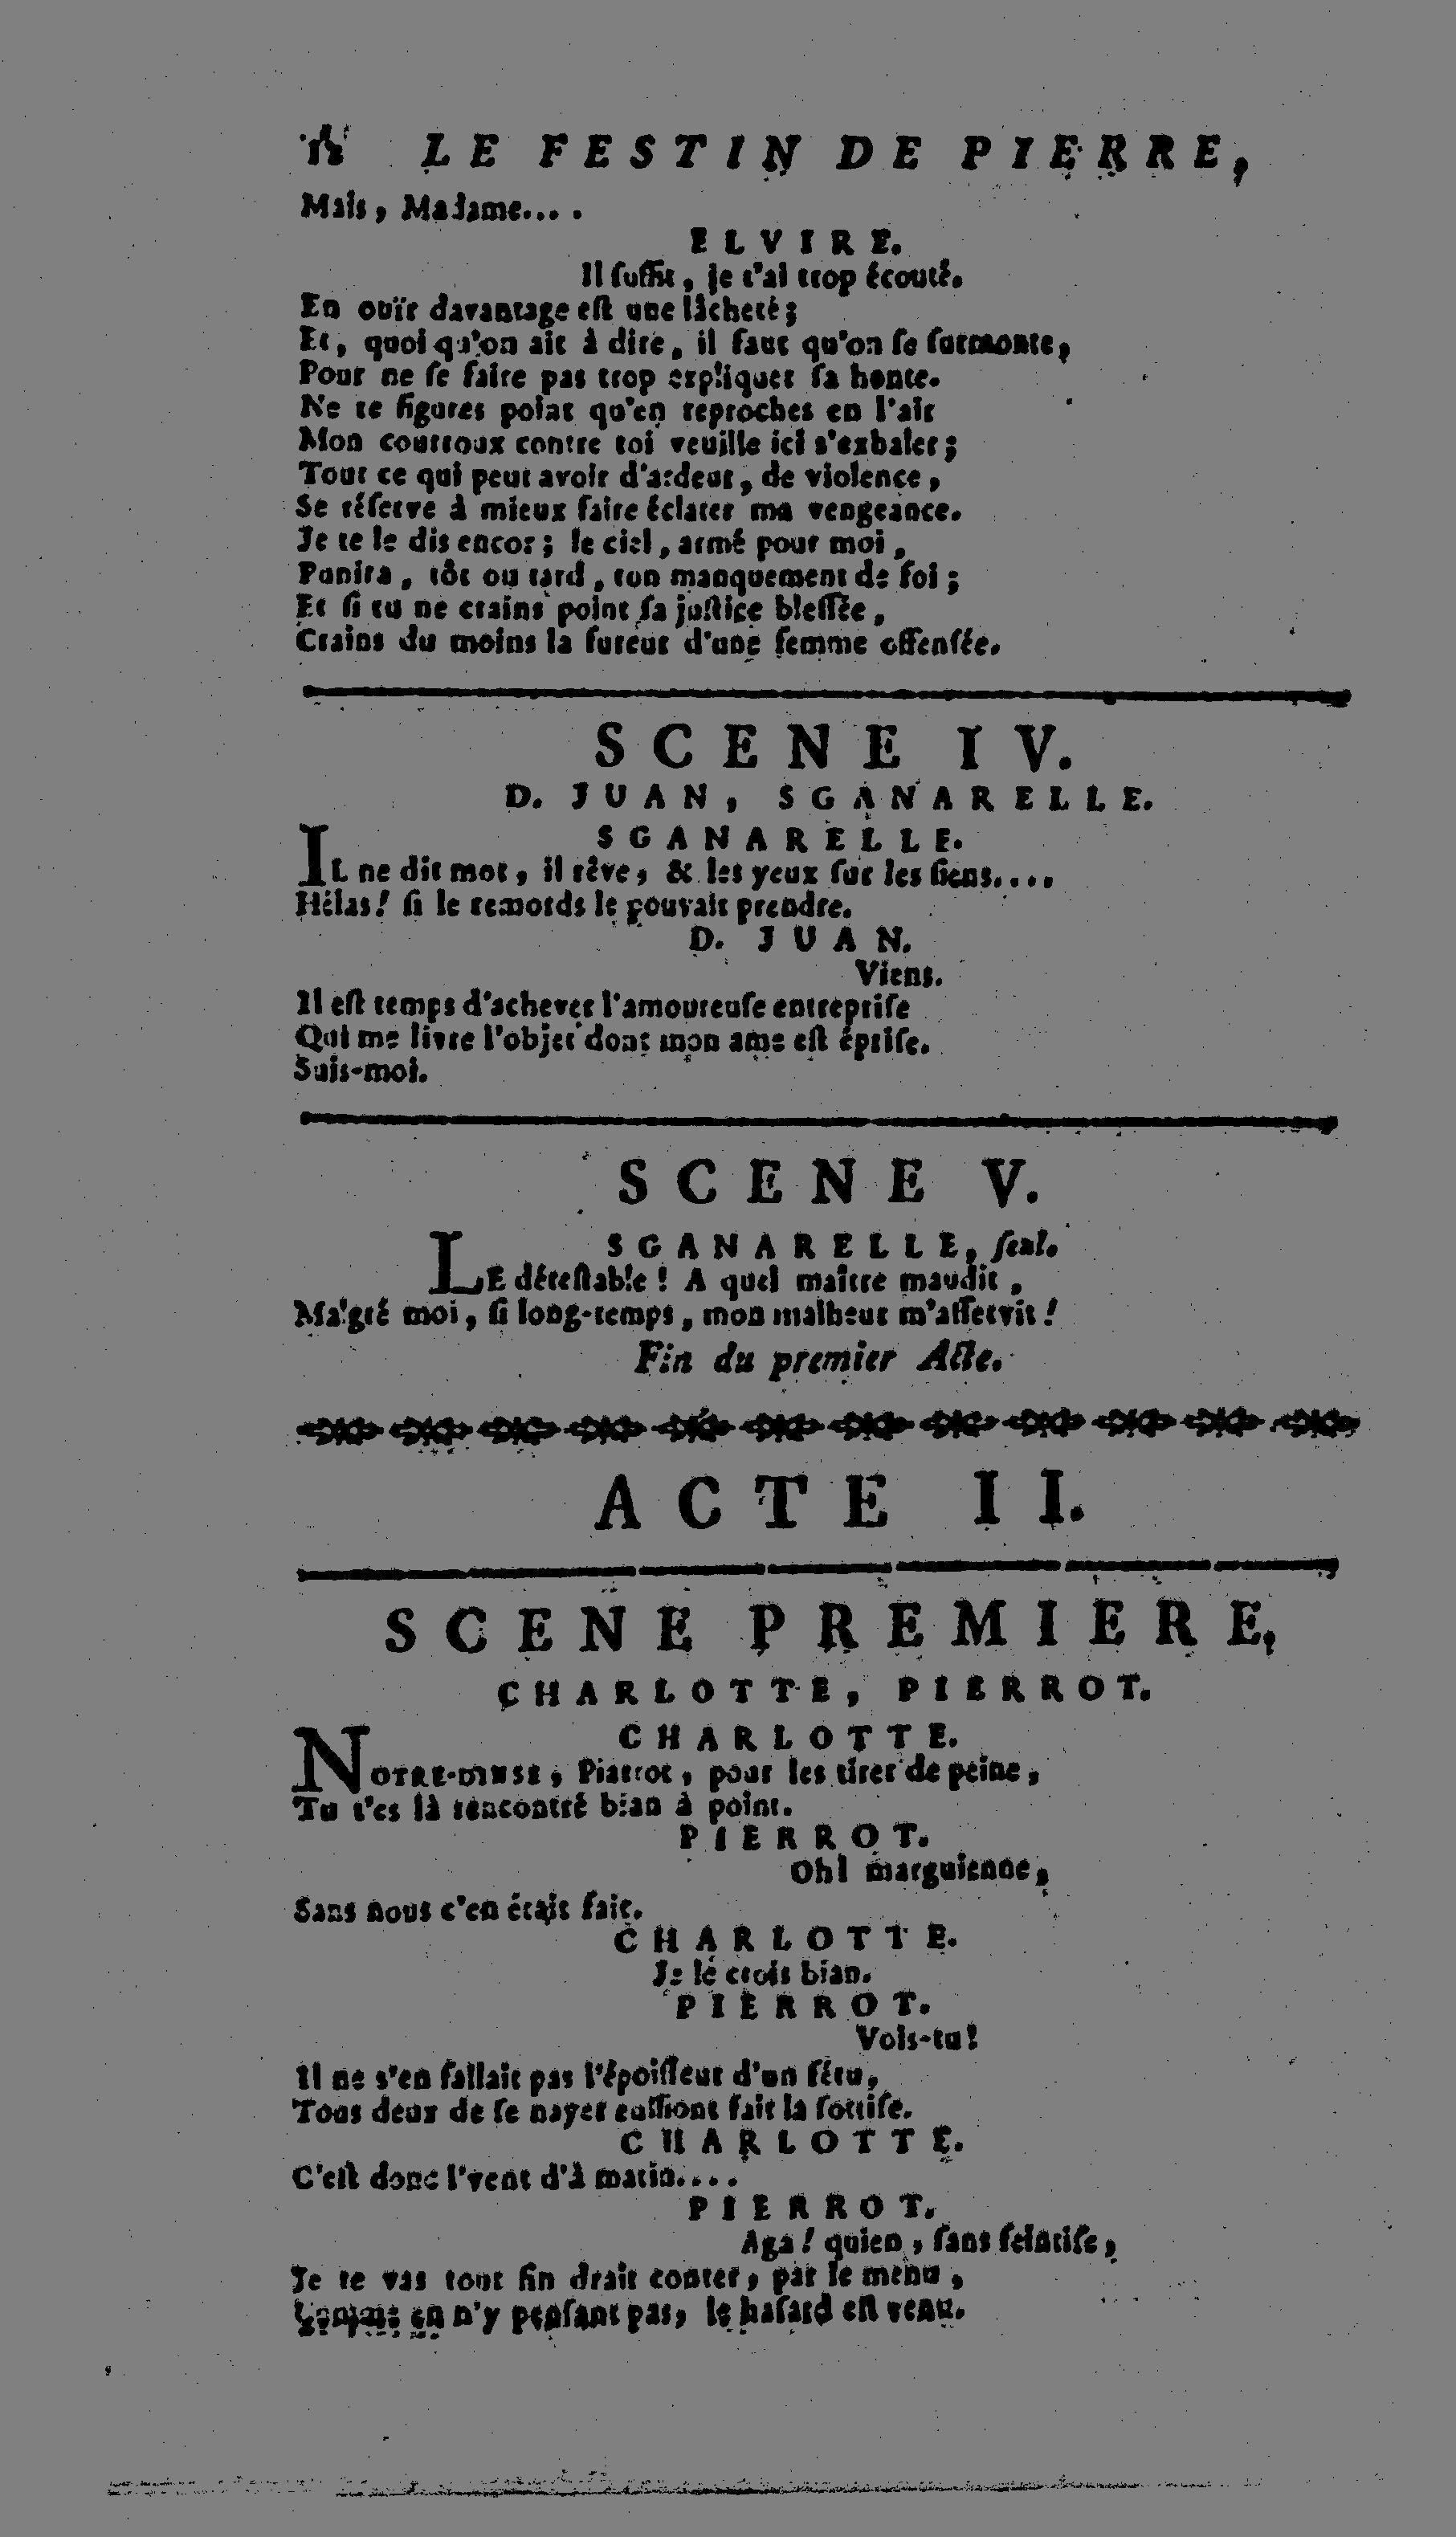 LE FESTIN DE PIERRE,
Mais, Madame....
ELVIRE.
Il ſuffit, je t'ai trop écouté.
En ouïr davantage eſt une lâcheté;
Et, quoi qu'on ait à dire, il faut qu'on ſe ſurmonte,
Pour ne ſe faire pas trop expliquer ſa honte.
Ne te figures point qu'en reproches en l'air
Mon courroux contre toi veuille ici s'exhaler;
Tout ce qui peut avoir d'ardeur, de violence,
Se réſerve à mieux faire éclater ma vengeance.
Je te le dis encor; le ciel, armé pour moi,
Punira, tôt ou tard, ton manquement de foi;
Et ſi tu ne crains point ſa juſtice bleſſée,
Crains du moins la fureur d'une femme offenſée.
SCENE IV.
D. JUAN, SGANARELLE.
SGANARELLE.
IL ne dit mot, il rêve, & les yeux ſur les ſiens....
Hélas! ſi le remords le pouvait prendre.
D. JUAN.
Viens.
Il eſt temps d'achever l'amoureuſe entrepriſe
Qui me livre l'objet dont mon ame eſt épriſe.
Suis-moi.
SCENE V.
SGANARELLE, ſeul.
LE déteſtable! A quel maître maudit,
Malgré moi, ſi long-temps, mon malheur m'aſſervit!
Fin du premier Acte.
ACTE II.
SCENE PREMIERE,
CHARLOTTE, PIERROT.
CHARLOTTE.
NOTRE-DINSE, Piarrot, pour les tirer de peine,
Tu t'es là rencontré bian à point.
PIERROT.
Oh! marguienne,
Sans nous c'en était fait.
CHARLOTTE.
Je le crois bian.
PIERROT.
Vois-tu!
Il ne s'en fallait pas l'époiſſeur d'un fétu,
Tous deux de ſe nayer euſſiont fait la ſottiſe.
CHARLOTTE.
C'eſt donc l'vent d'à matin....
PIERROT.
Aga! quien, ſans feintiſe,
Je te vas tout fin drait conter, par le menu,
Comme en n'y penſant pas, le haſard eſt venu.